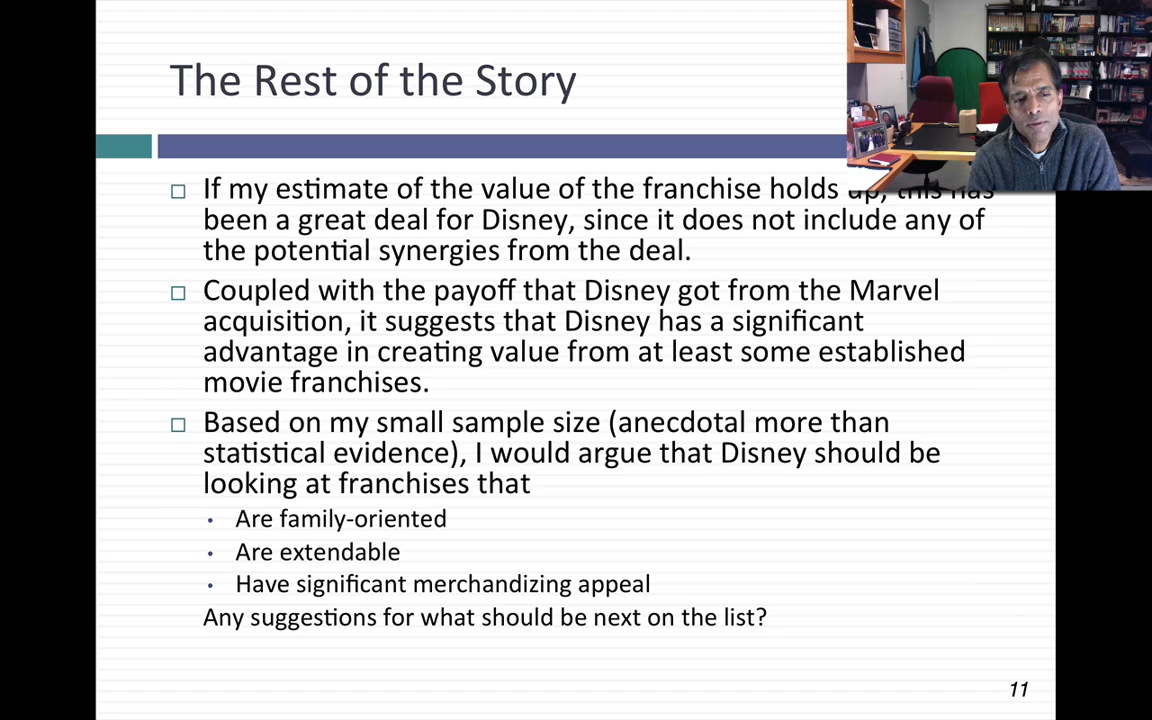 The Rest of the Story
If my estimate of the value of the franchise holds up, this has
been a great deal for Disney, since it does not include any of
the potential synergies from the deal.
Coupled with the payoff that Disney got from the Marvel
acquisition, it suggests that Disney has a significant
advantage in creating value from at least some established
movie franchises.
Based on my small sample size (anecdotal more than
statistical evidence), I would argue that Disney should be
looking at franchises that
Are family-oriented
Are extendable
Have significant merchandizing appeal
Any suggestions for what should be next on the list?
11